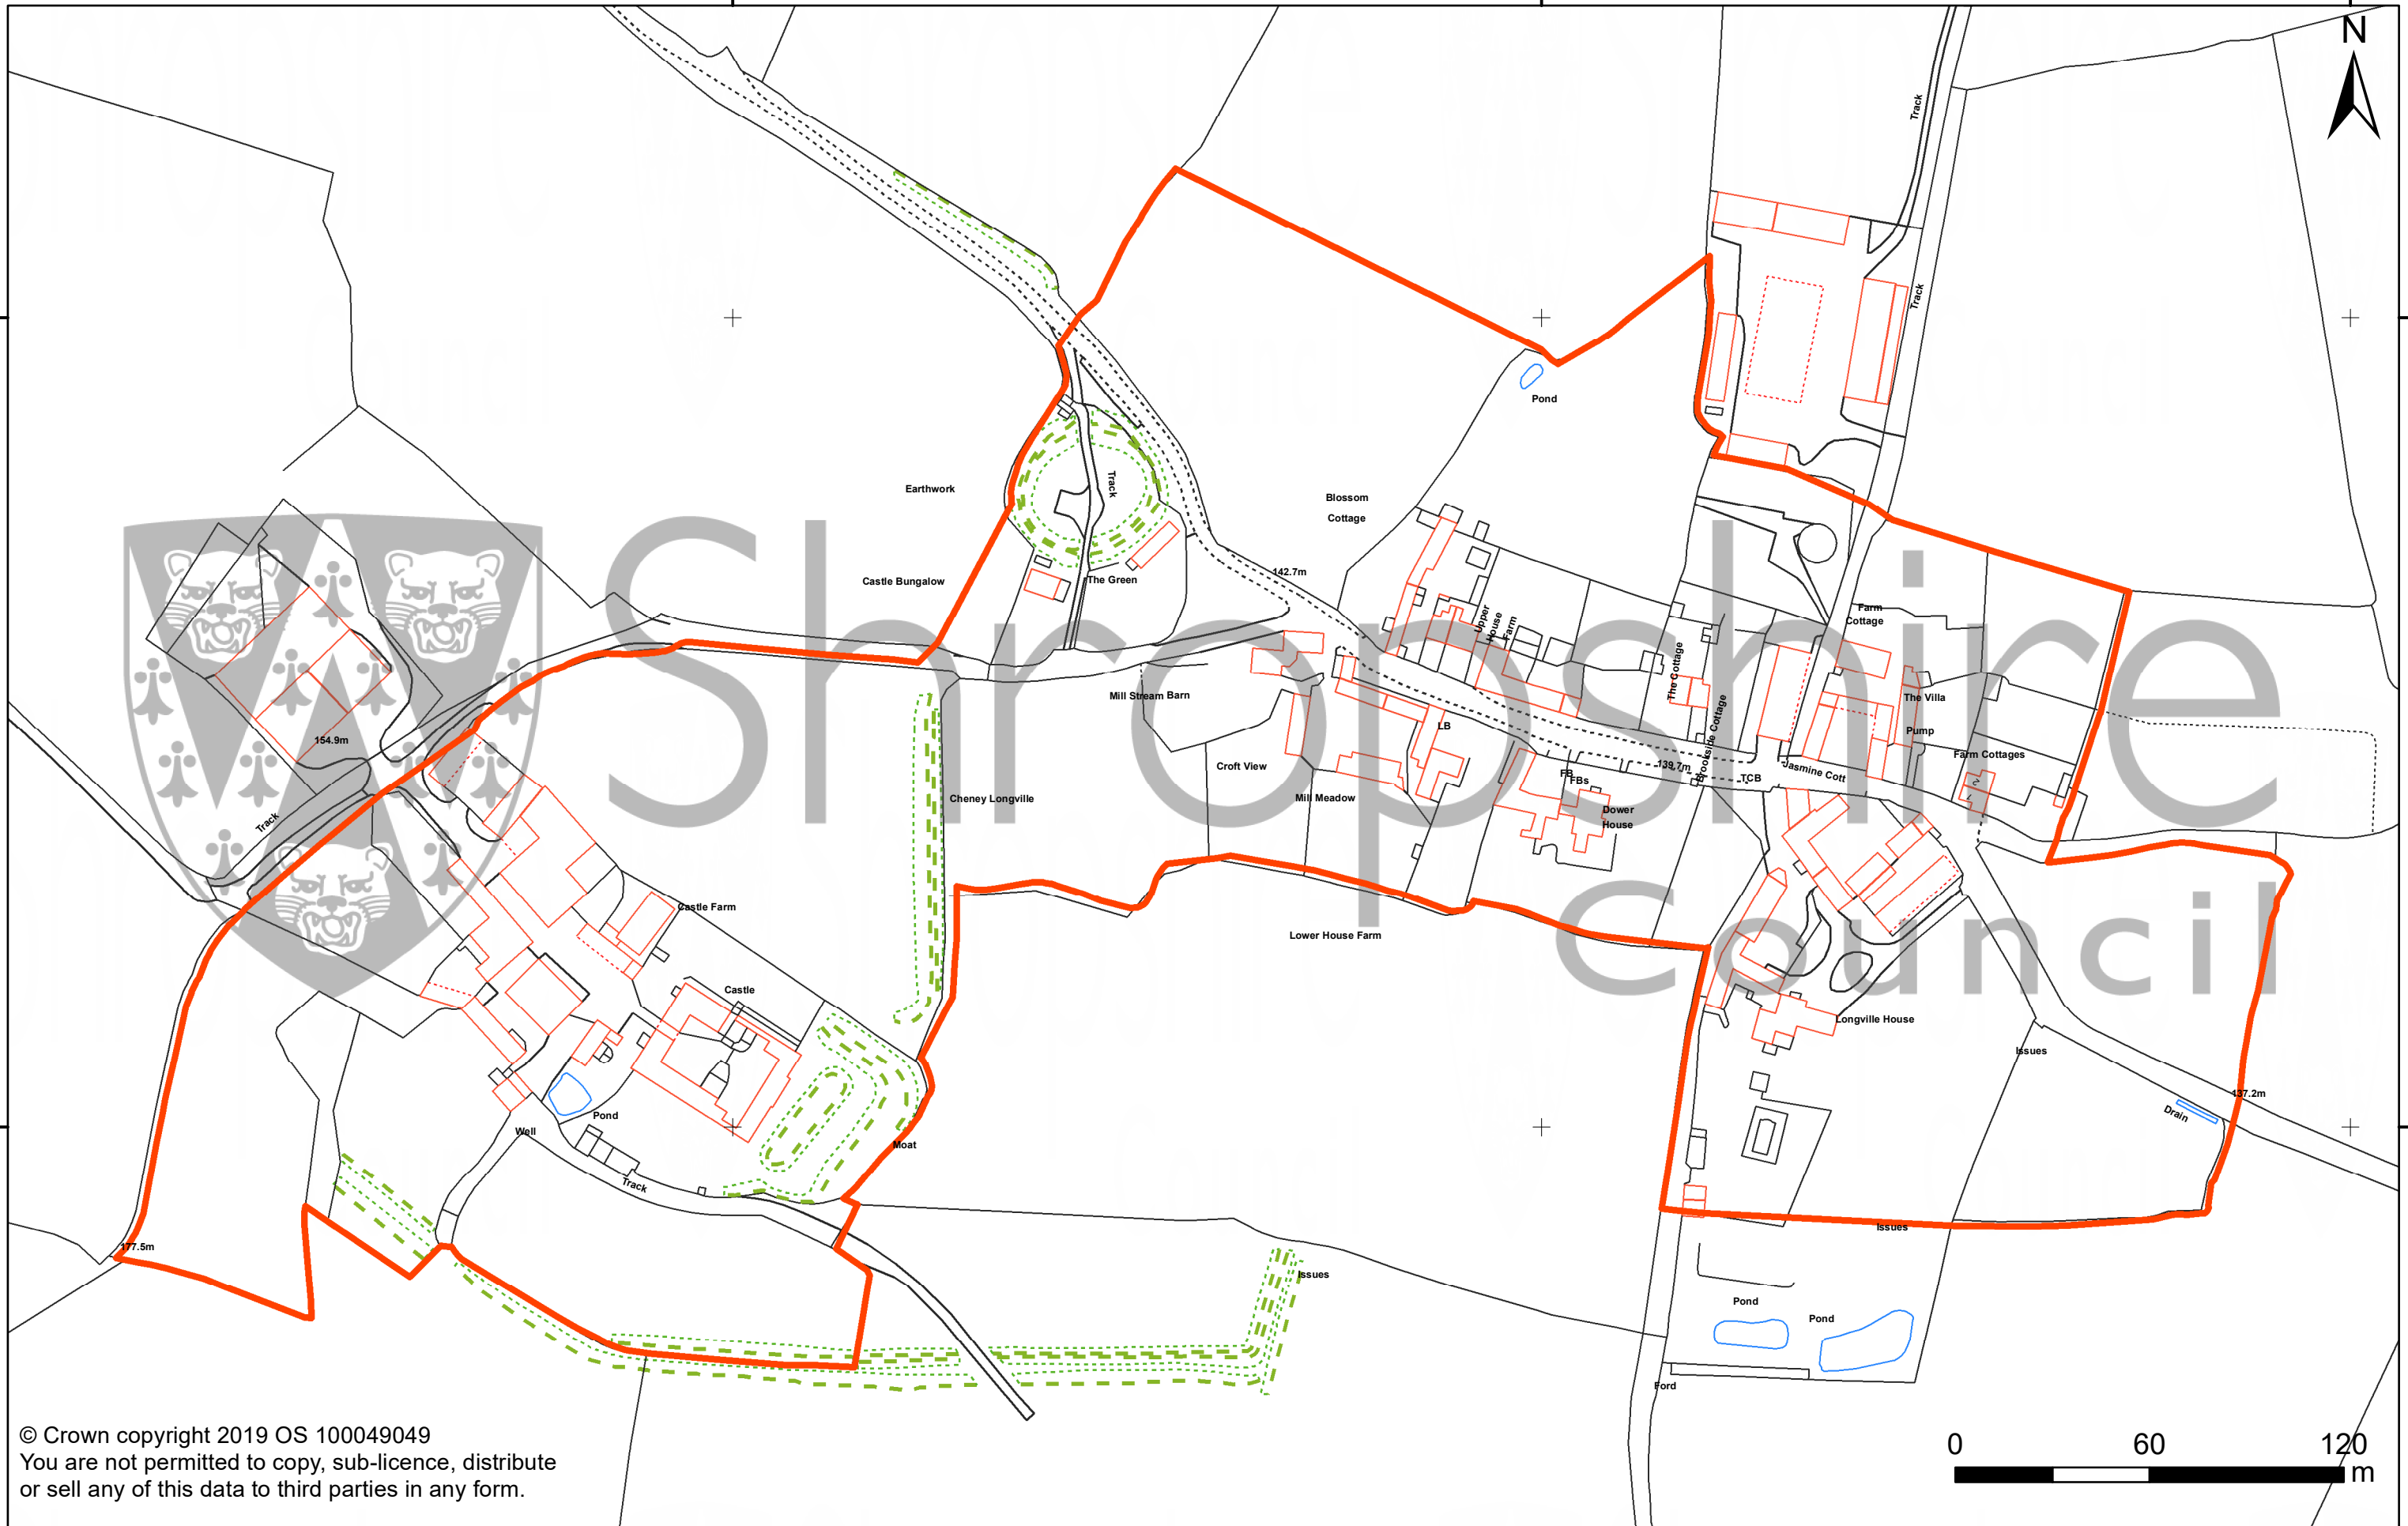 N
Track
Track
Pond
Earthwork
Track
Blossom
Cottage
Castle Bungalow
The Green
142.7m
Upper
House
Farm
Farm
Cottage
The Cottage
Mill Stream Barn
Brookside Cottage
The Villa
LB
Pump
154.9m
Croft View
FB
FBs
139.7m
TCB
Jasmine Cott
Farm Cottages
Cheney Longville
Mill Meadow
Dower
House
Track
Castle Farm
Lower House Farm
Castle
Longville House
Issues
Pond
Well
Moat
137.2m
Drain
Track
Issues
177.5m
Issues
Pond
Pond
Ford
Shropshire
Council
© Crown copyright 2019 OS 100049049
You are not permitted to copy, sub-licence, distribute
or sell any of this data to third parties in any form.
0 60 120
m